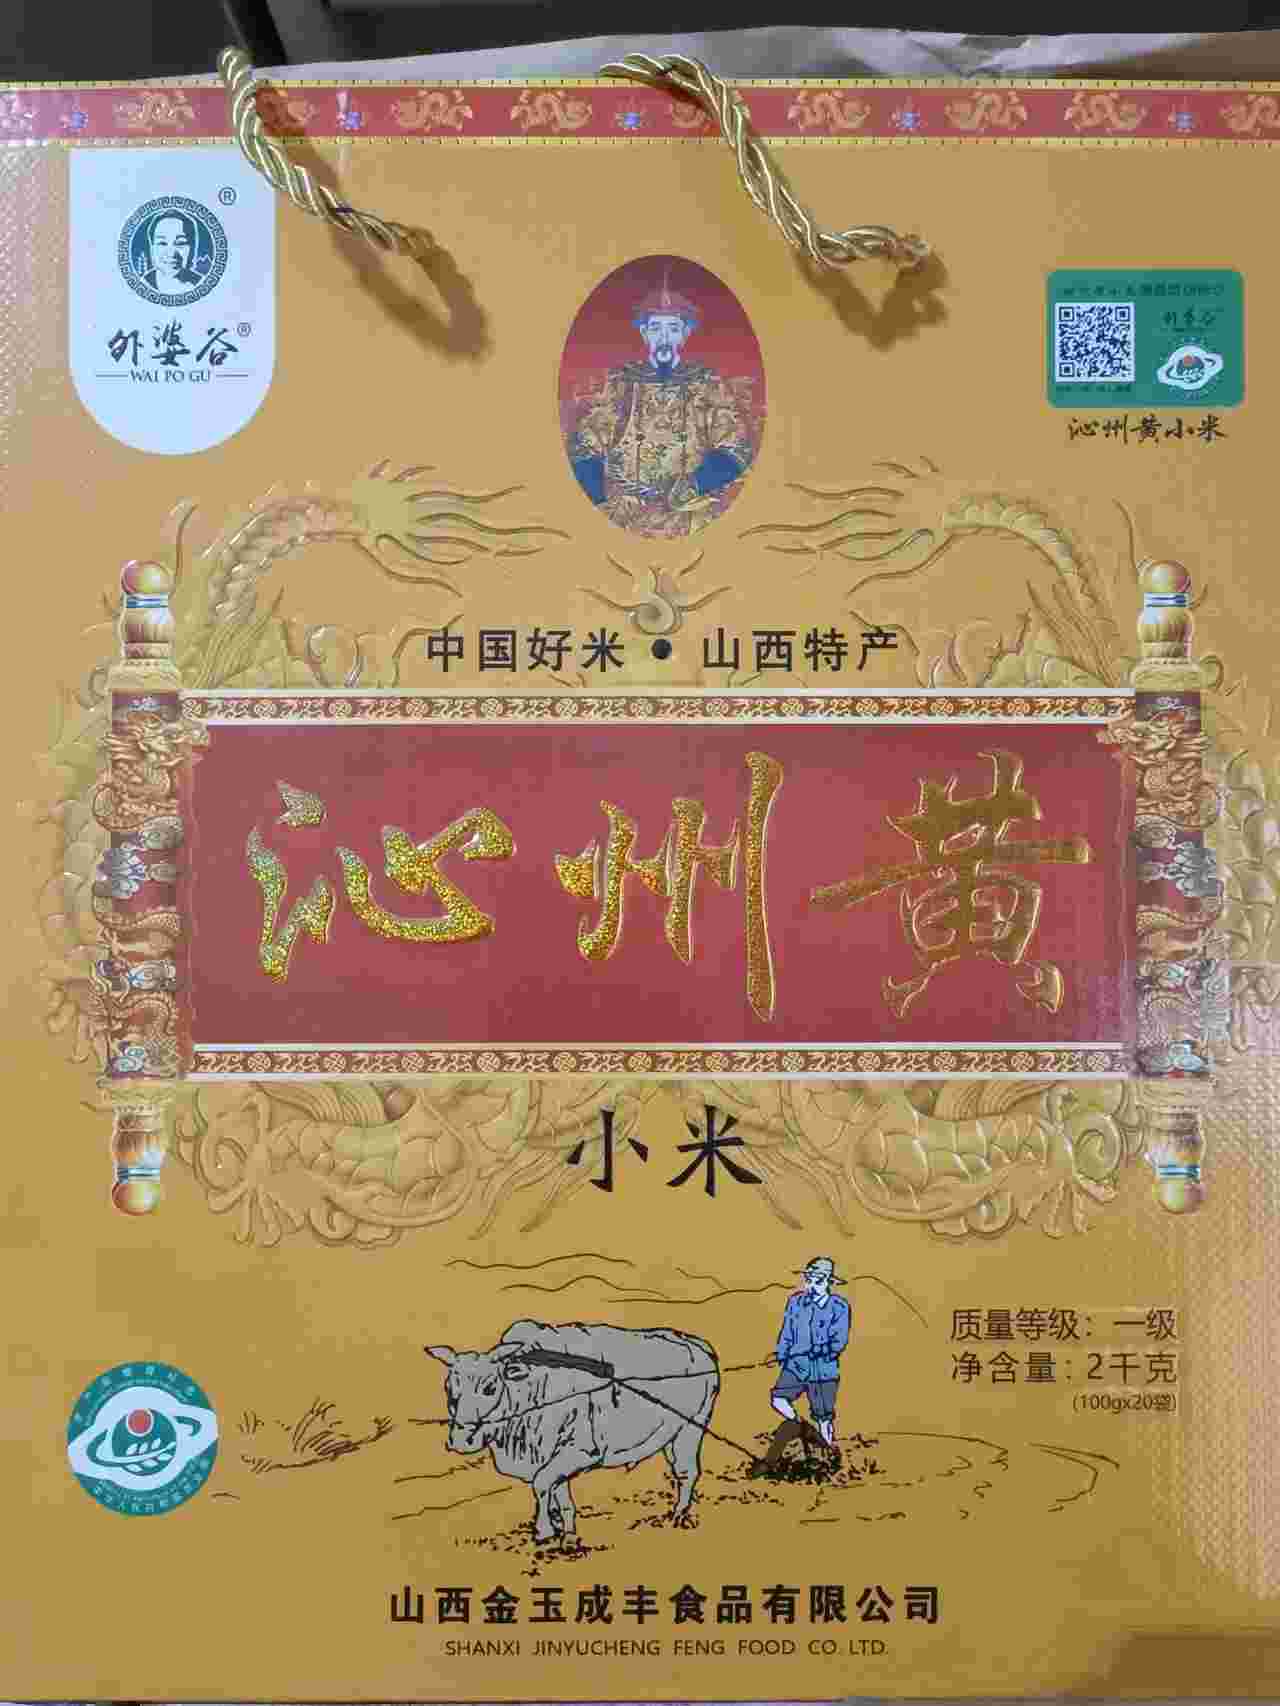 ®
外婆谷®
WAI PO GU
外婆谷
沁州黄小米
中国好米·山西特产
沁州黄
小米
质量等级：一级
净含量：2千克
(100gx20袋)
山西金玉成丰食品有限公司
SHANXI JINYUCHENG FENG FOOD CO. LTD.